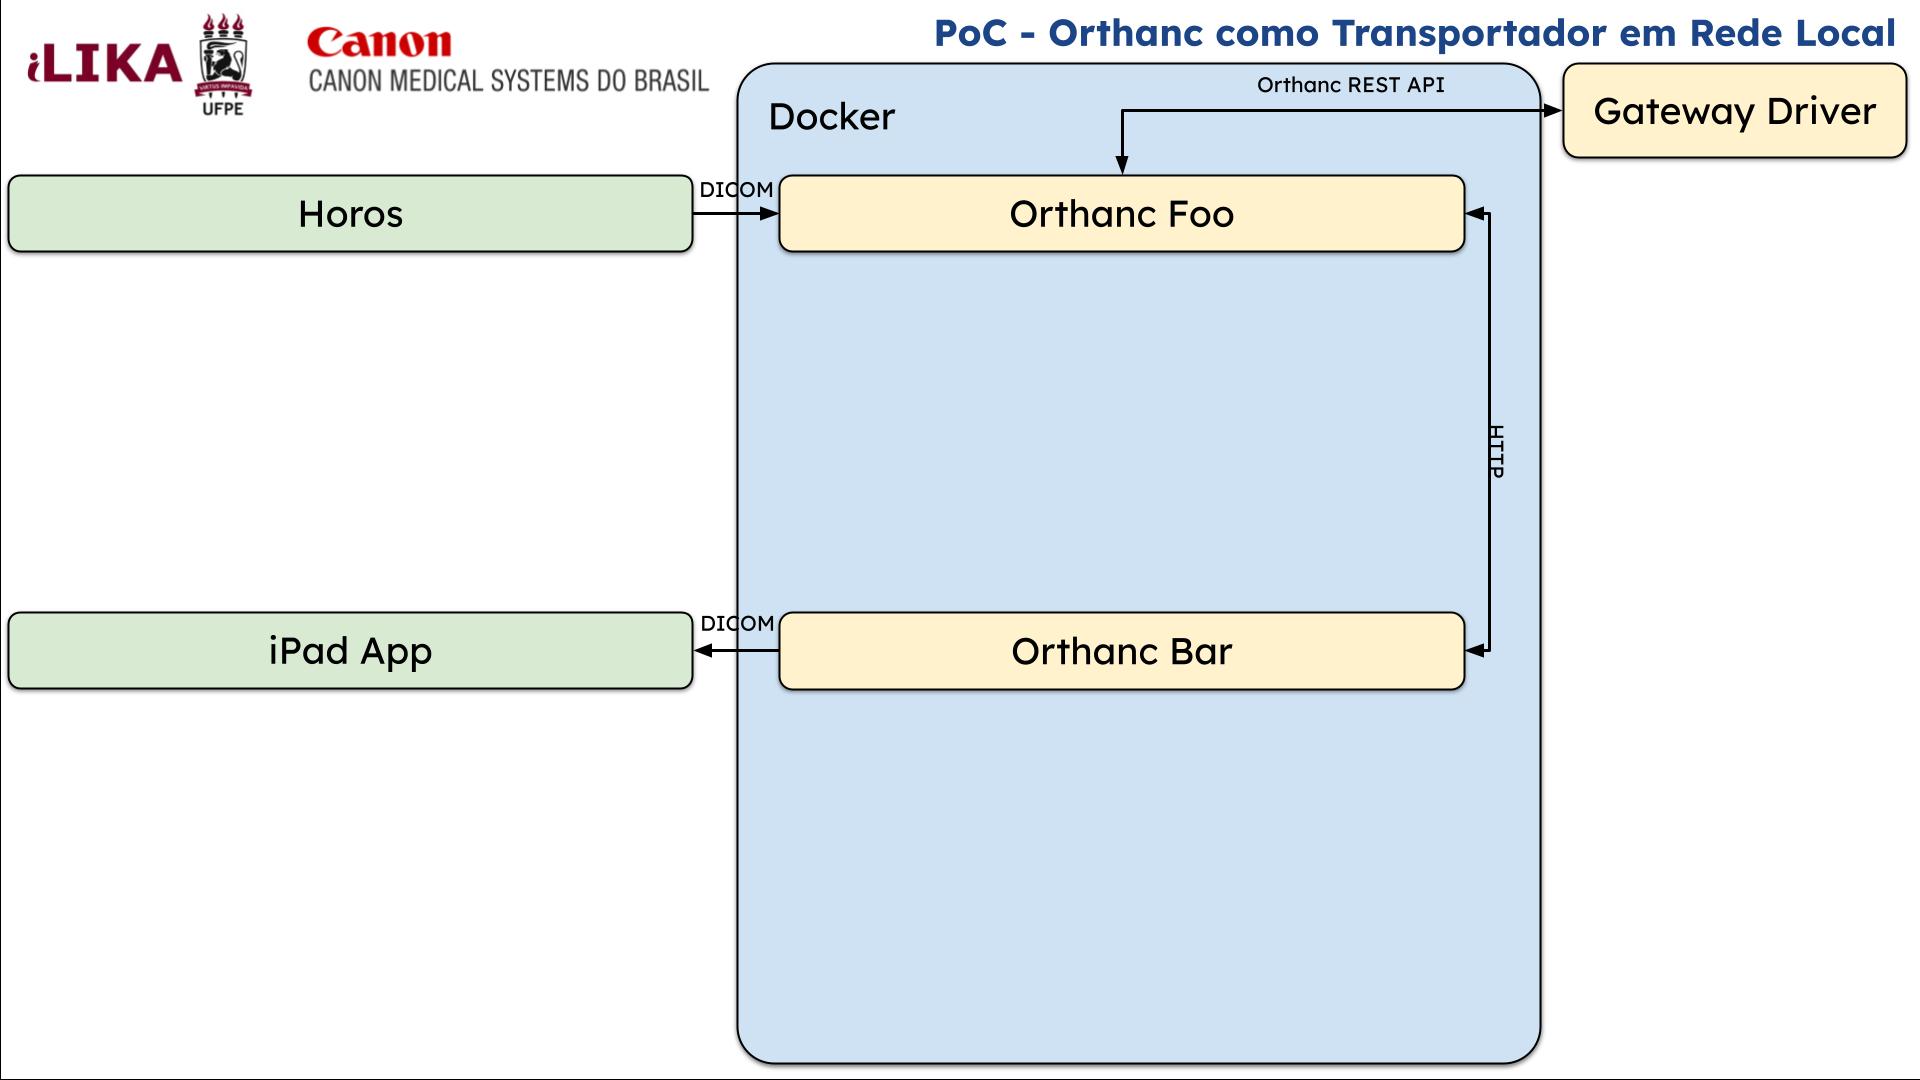 PoC - Orthanc como Transportador em Rede Local
iLIKA
VIRTUS IMPAVIDA
UFPE
Canon
CANON MEDICAL SYSTEMS DO BRASIL
Orthanc REST API
Gateway Driver
Docker
DICOM
Horos
Orthanc Foo
HTTP
DICOM
iPad App
Orthanc Bar